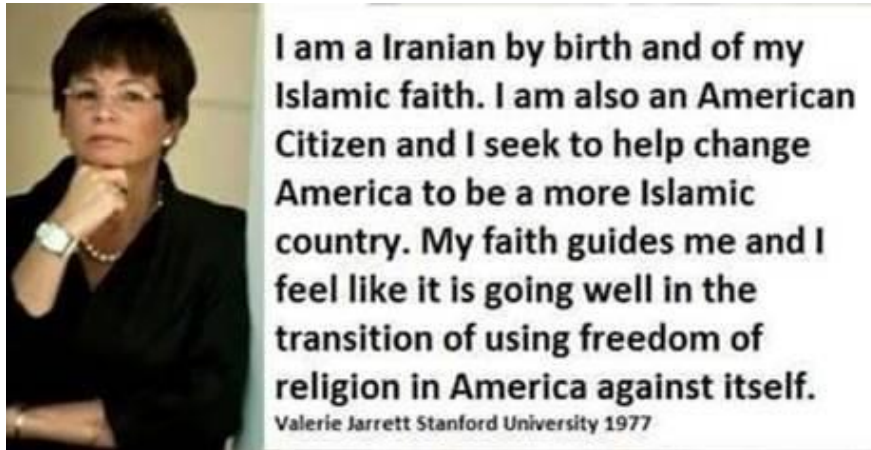 I am a Iranian by birth and of my
Islamic faith. I am also an American
Citizen and I seek to help change
America to be a more Islamic
country. My faith guides me and I
feel like it is going well in the
transition of using freedom of
religion in America against itself.
Valerie Jarrett Stanford University 1977